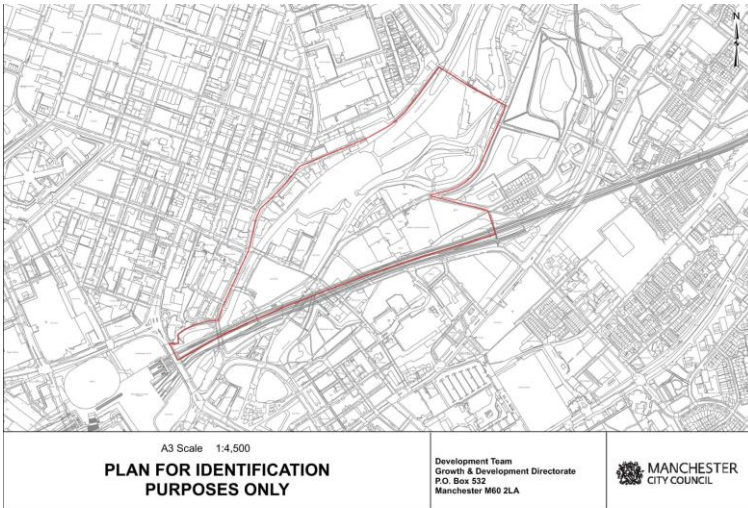 N
A3 Scale 1:4,500
PLAN FOR IDENTIFICATION
PURPOSES ONLY
Development Team
Growth & Development Directorate
P.O. Box 532
Manchester M60 2LA
MANCHESTER
CITY COUNCIL